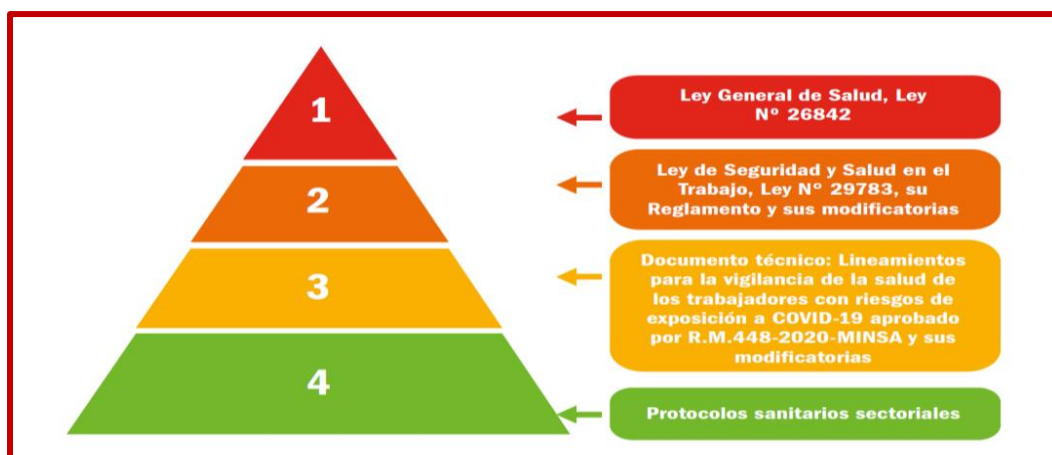 1
Ley General de Salud, Ley
Nº 26842
2
Ley de Seguridad y Salud en el
Trabajo, Ley Nº 29783, su
Reglamento y sus modificatorias
3
Documento técnico: Lineamientos
para la vigilancia de la salud de
los trabajadores con riesgos de
exposición a COVID-19 aprobado
por R.M.448-2020-MINSA y sus
modificatorias
4
Protocolos sanitarios sectoriales